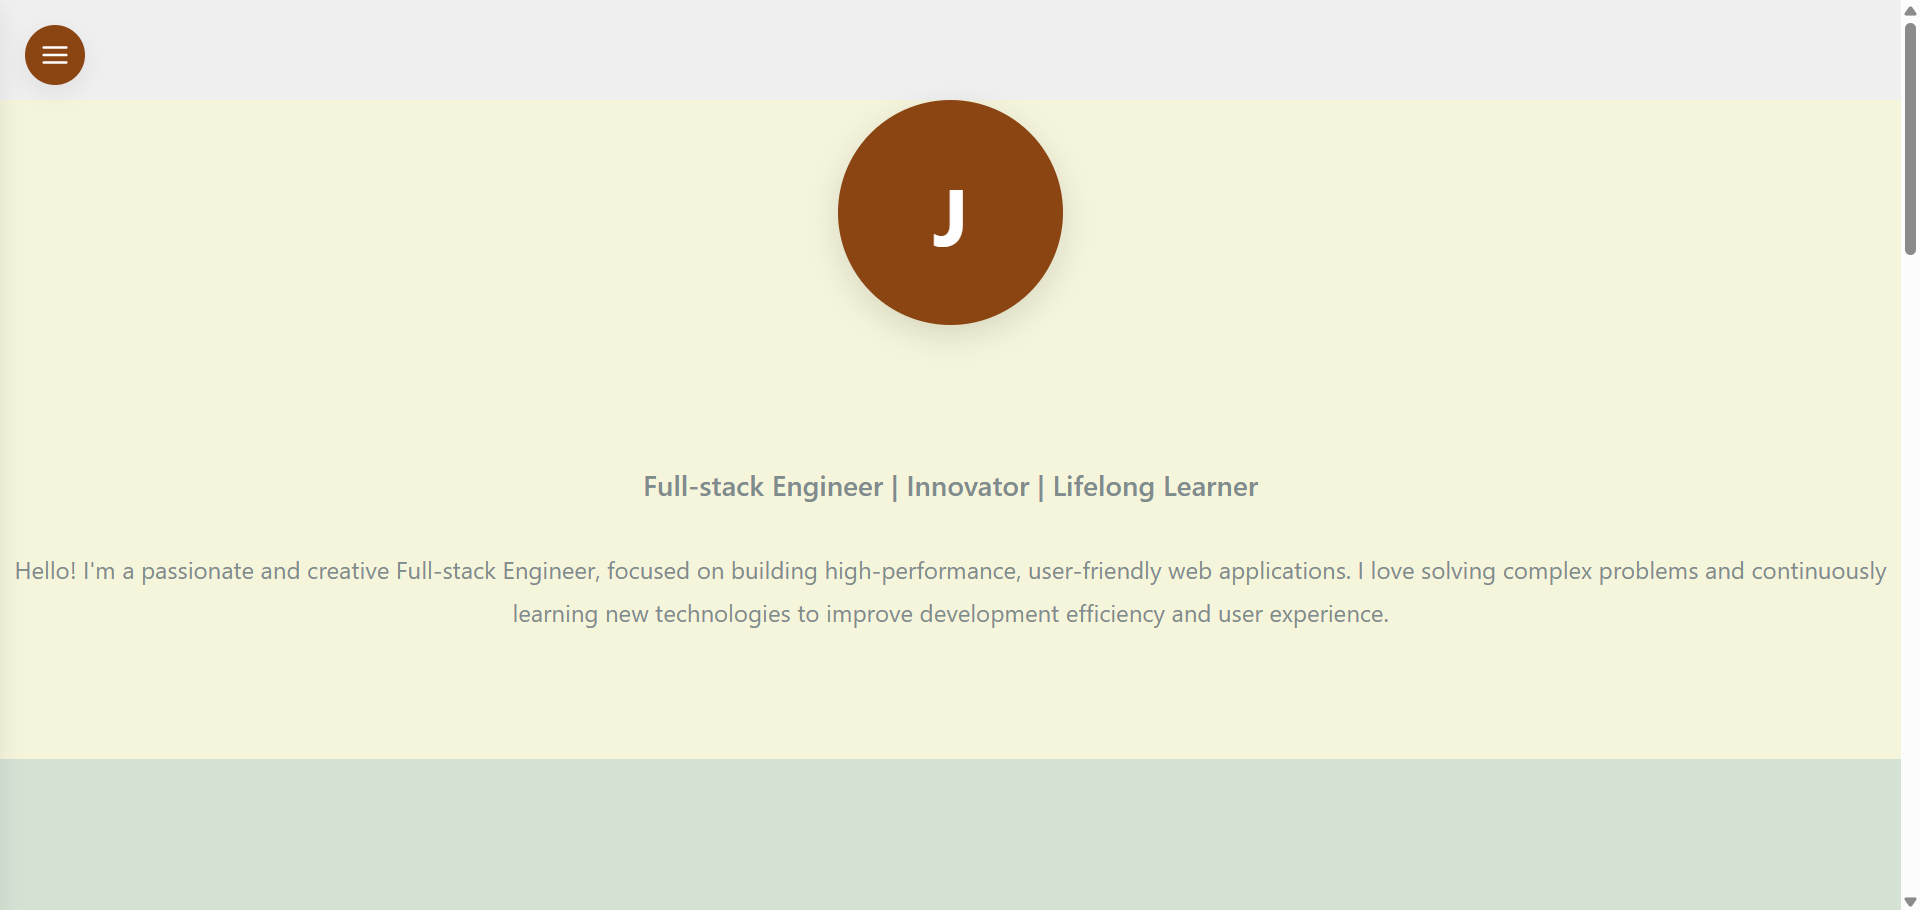 J
Full-stack Engineer | Innovator | Lifelong Learner
Hello! I'm a passionate and creative Full-stack Engineer, focused on building high-performance, user-friendly web applications. I love solving complex problems and continuously
learning new technologies to improve development efficiency and user experience.